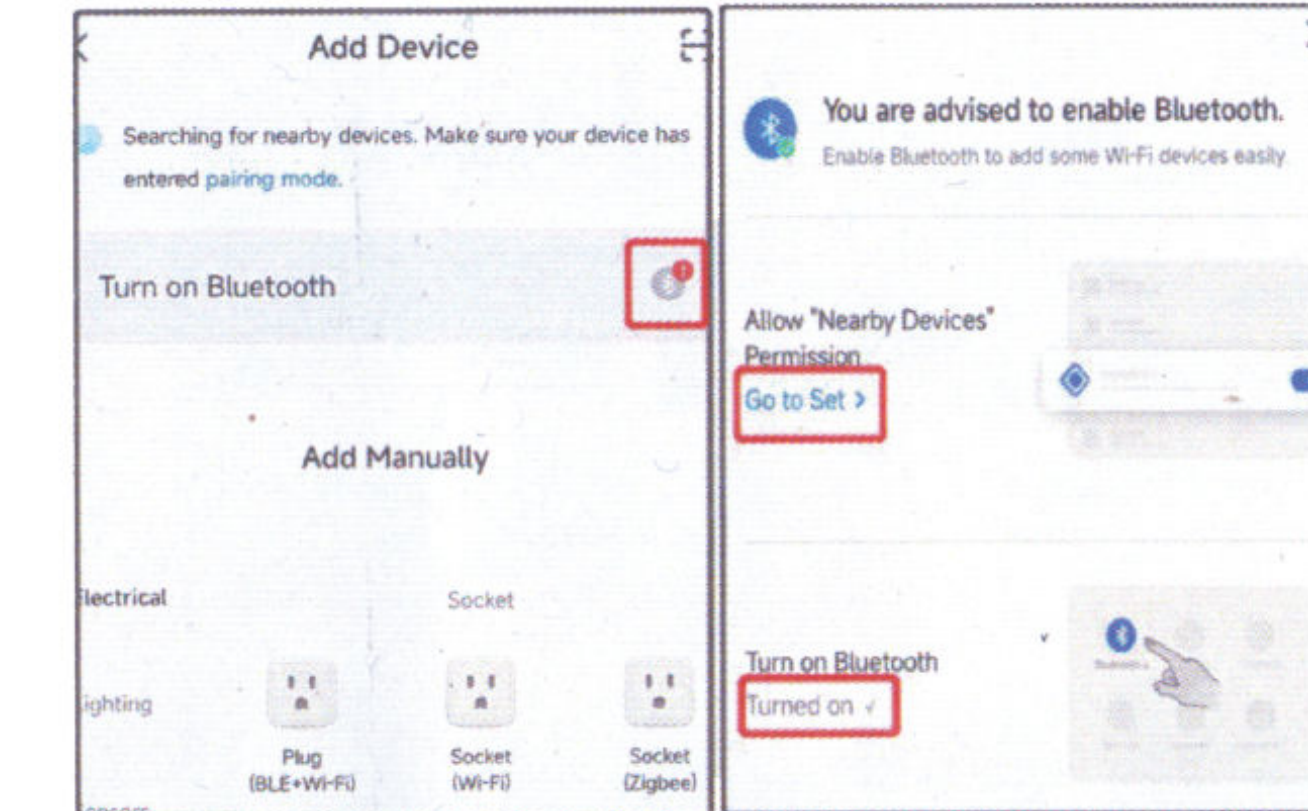 Add Device
Searching for nearby devices. Make sure your device has
entered pairing mode.
Turn on Bluetooth
Add Manually
lectrical
Socket
ighting
Plug
(BLE+Wi-Fi)
Socket
(Wi-Fi)
Socket
(Zigbee)
You are advised to enable Bluetooth.
Enable Bluetooth to add some Wi-Fi devices easily.
Allow "Nearby Devices"
Permission
Go to Set >
Turn on Bluetooth
Turned on ✓